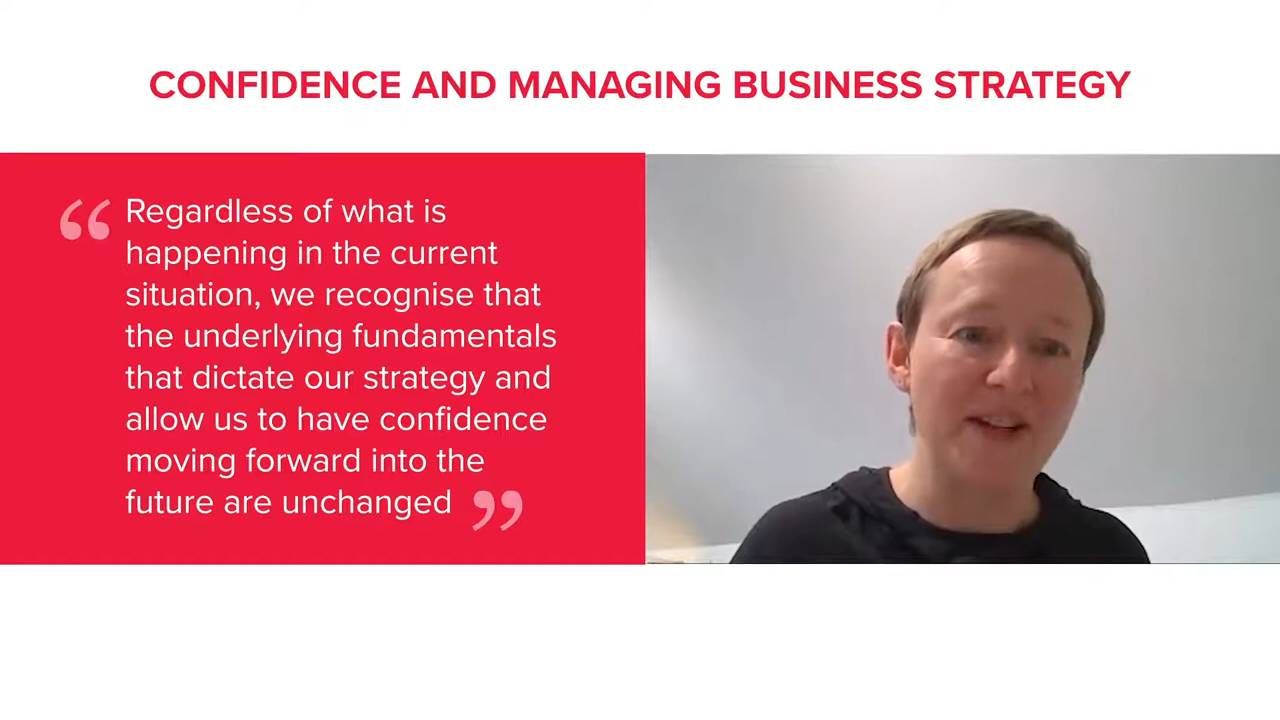 CONFIDENCE AND MANAGING BUSINESS STRATEGY
“ Regardless of what is
happening in the current
situation, we recognise that
the underlying fundamentals
that dictate our strategy and
allow us to have confidence
moving forward into the
future are unchanged ”